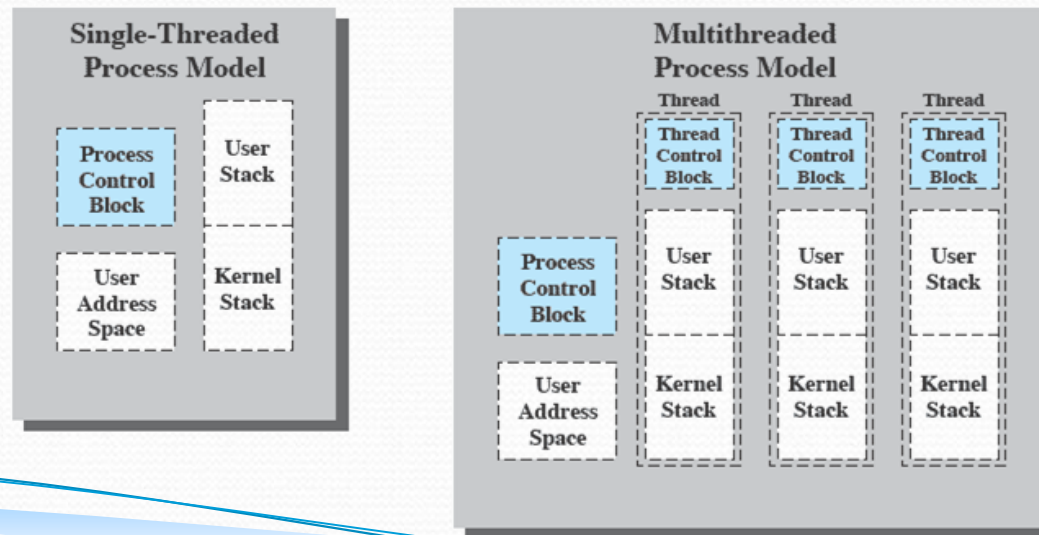 Single-Threaded
Process Model
Process
Control
Block
User
Stack
User
Address
Space
Kernel
Stack
Multithreaded
Process Model
Process
Control
Block
User
Address
Space
Thread
Thread
Control
Block
User
Stack
Kernel
Stack
Thread
Thread
Control
Block
User
Stack
Kernel
Stack
Thread
Thread
Control
Block
User
Stack
Kernel
Stack